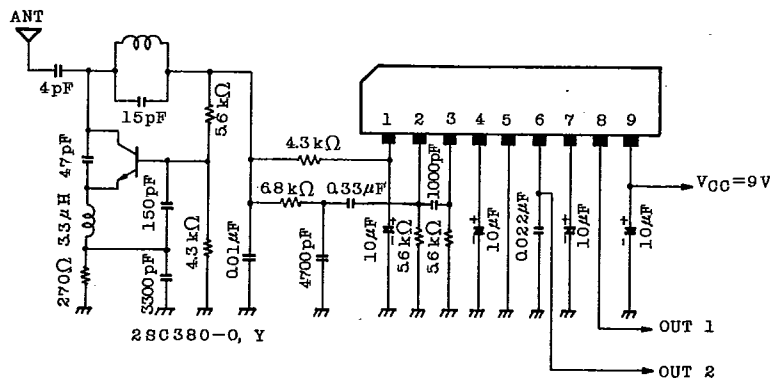 ANT
4pF
15pF
5.6kΩ
47pF
150pF
3.3μH
270Ω
3300pF
4.3kΩ
2SC380-O, Y
0.01μF
4.3kΩ
6.8kΩ
0.33μF
4700pF
1 2 3 4 5 6 7 8 9
1000pF
10μF
- +
5.6kΩ
5.6kΩ
- +
10μF
0.022μF
- +
10μF
- +
10μF
VCC=9V
OUT 1
OUT 2